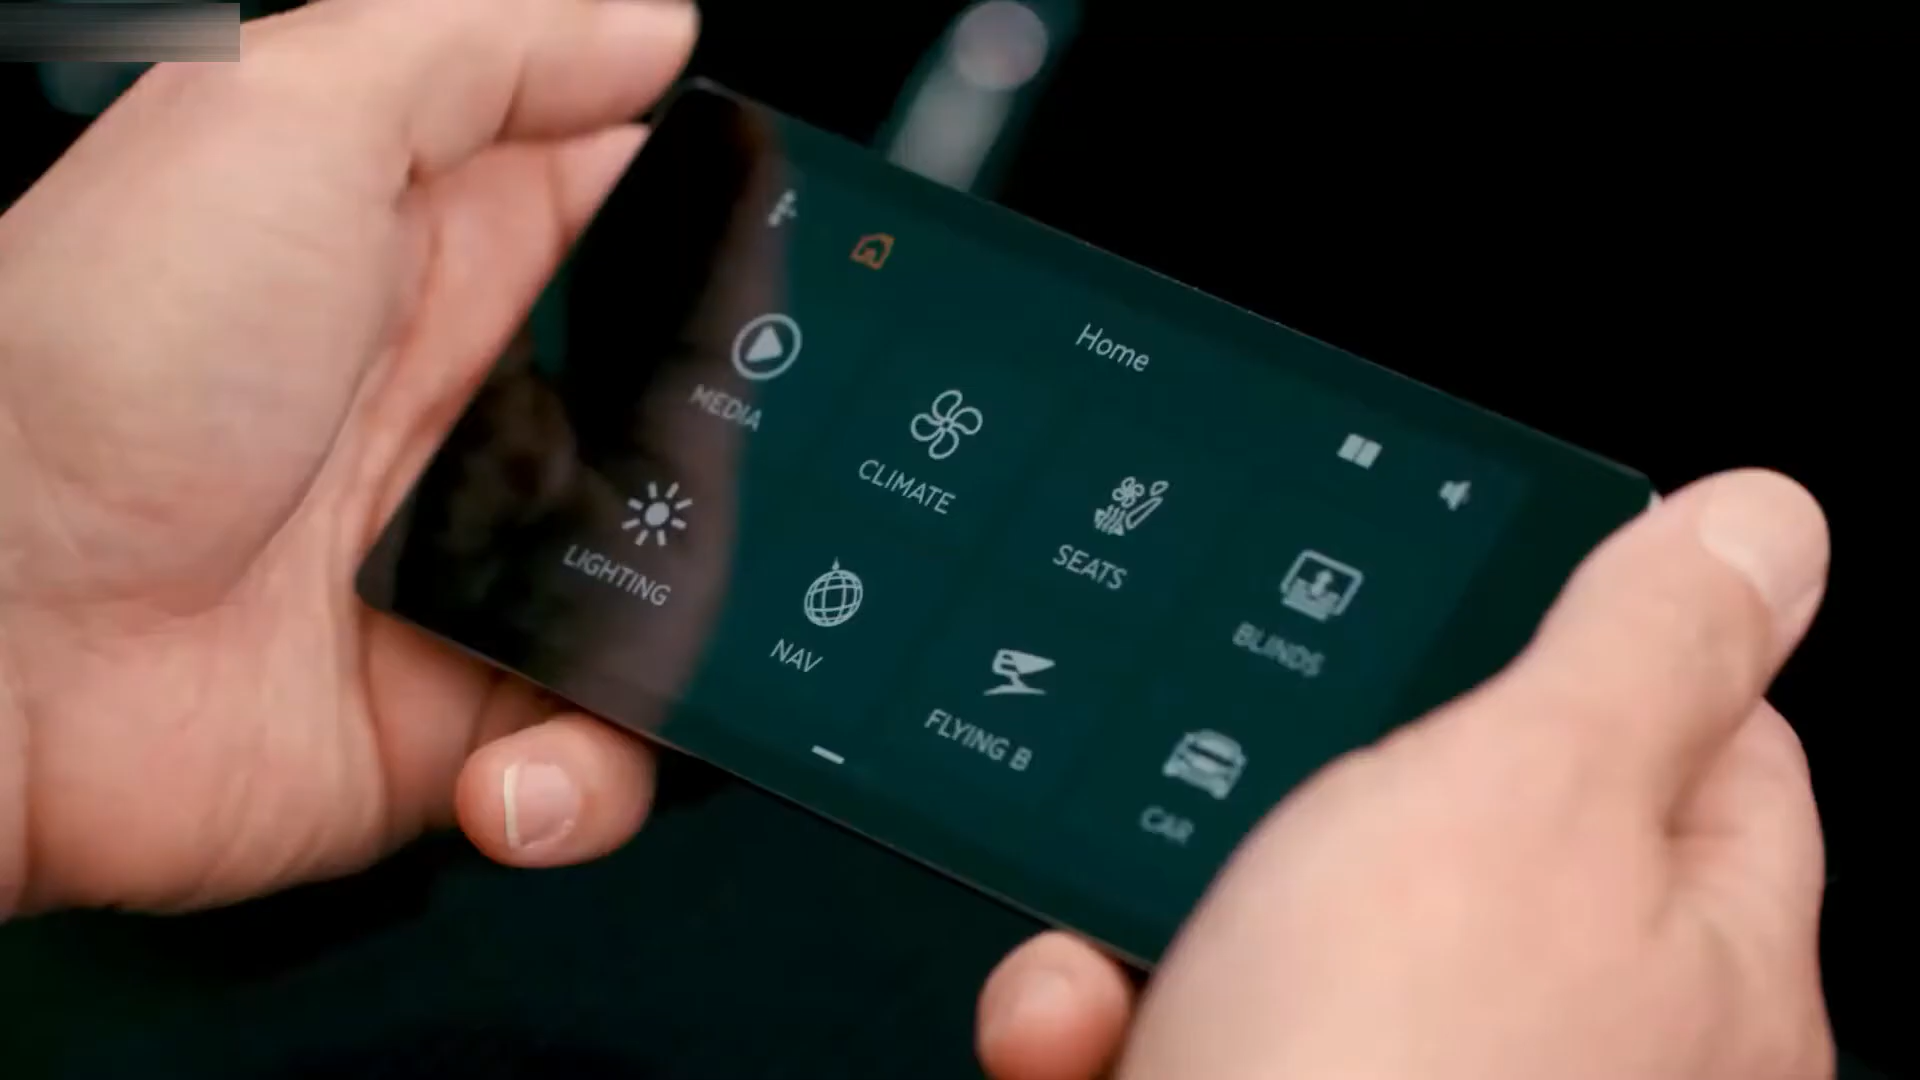 Home
MEDIA
CLIMATE
SEATS
BLINDS
LIGHTING
NAV
FLYING B
CAR